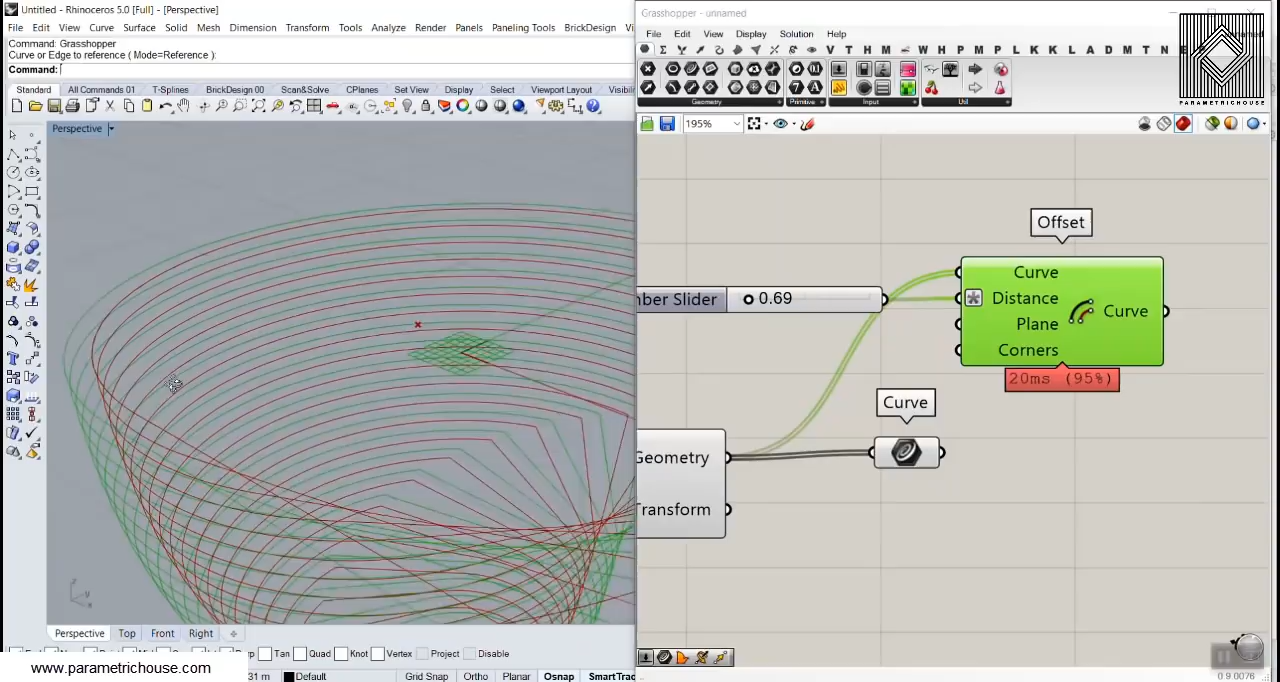 Untitled - Rhinoceros 5.0 [Full] - [Perspective]
File Edit View Curve Surface Solid Mesh Dimension Transform Tools Analyze Render Panels Paneling Tools BrickDesign
Command: Grasshopper
Curve or Edge to reference ( Mode=Reference ):
Command:
Standard All Commands 01 T-Splines BrickDesign 00 Scan&Solve CPlanes Set View Display Select Viewport Layout
Perspective
Perspective Top Front Right
Tan Quad Knot Vertex Project Disable
www.parametrichouse.com
Default
Grid Snap Ortho Planar Osnap
Grasshopper - unnamed
File Edit View Display Solution Help
V T H M W H P M P L K K L A D M T N
Geometry Primitive Input Util
PARAMETRICHOUSE
195%
Offset
Curve
Distance
Plane
Corners
Curve
20ms (95%)
Slider
0.69
Curve
Geometry
Transform
0.9.0076